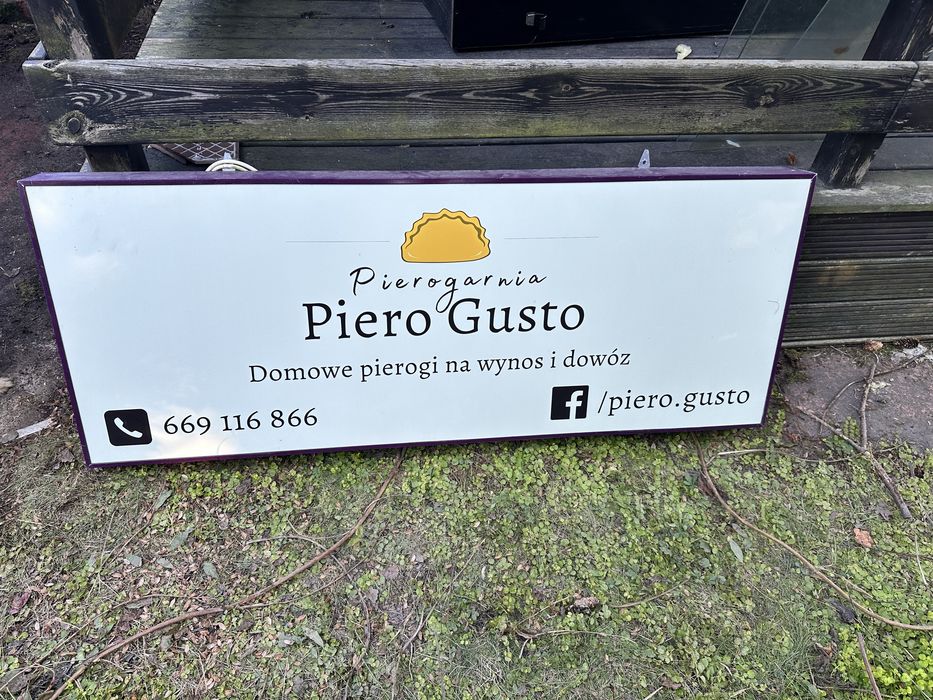 Pierogarnia
Piero Gusto
Domowe pierogi na wynos i dowóz
669 116 866
/piero.gusto